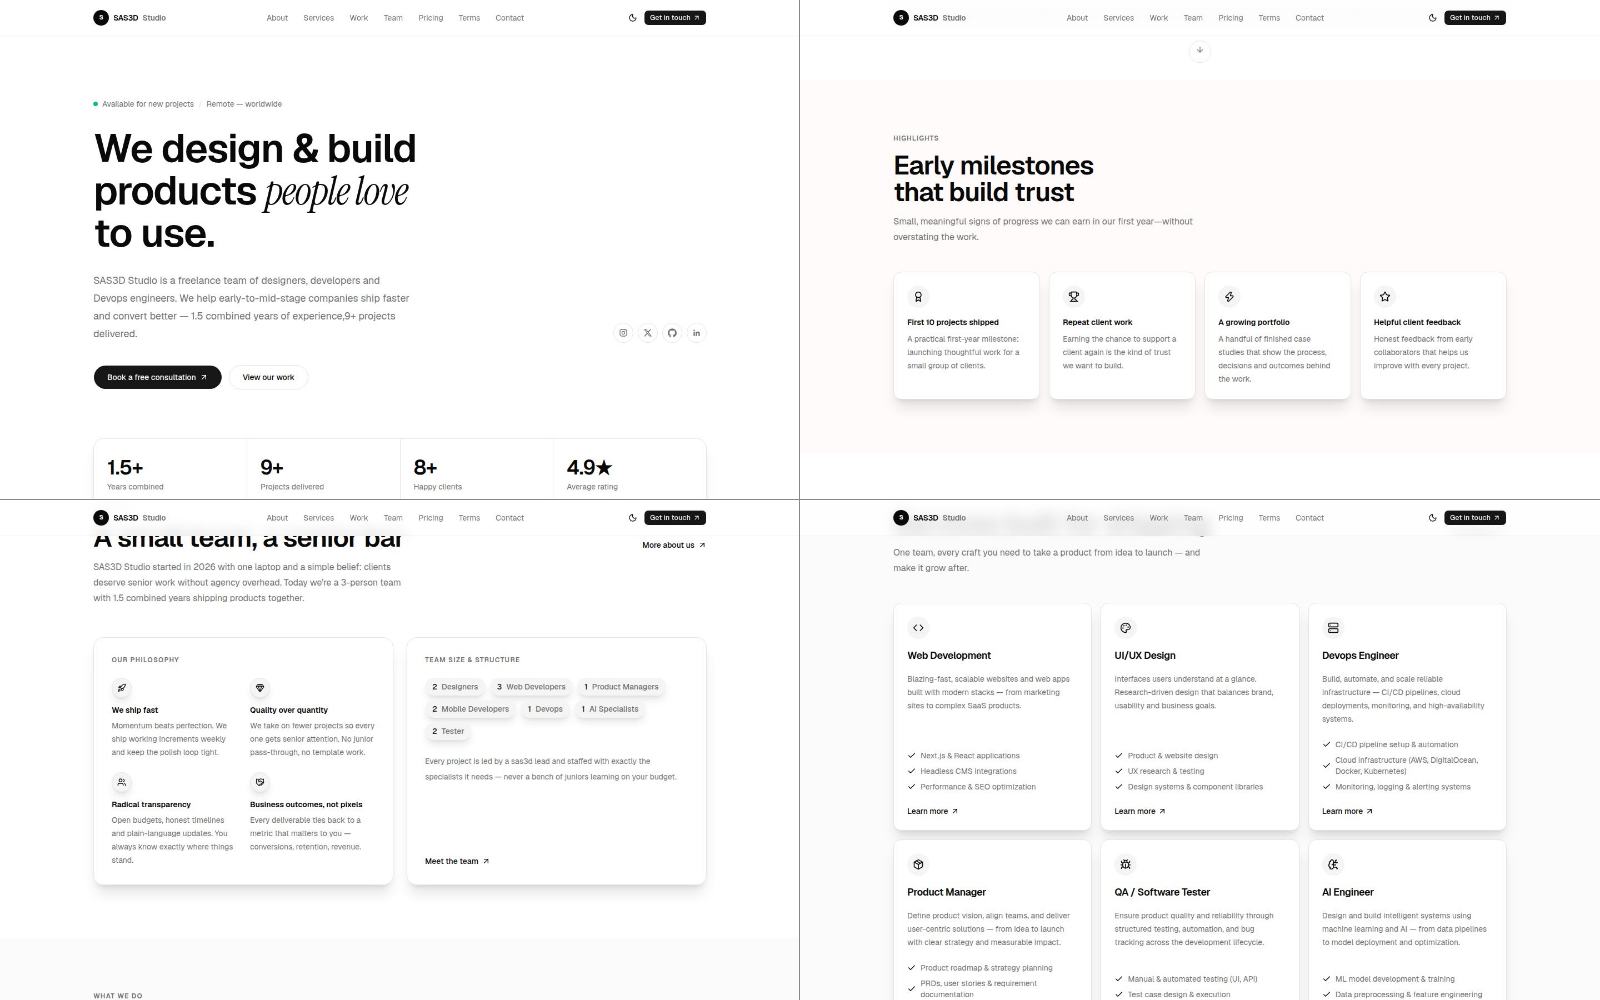 S SAS3D Studio About Services Work Team Pricing Terms Contact Get in touch
Available for new projects / Remote — worldwide
We design & build
products people love
to use.
SAS3D Studio is a freelance team of designers, developers and
Devops engineers. We help early-to-mid-stage companies ship faster
and convert better — 1.5 combined years of experience,9+ projects
delivered.
Book a free consultation View our work
1.5+ 9+ 8+ 4.9★
Years combined Projects delivered Happy clients Average rating
S SAS3D Studio About Services Work Team Pricing Terms Contact Get in touch
HIGHLIGHTS
Early milestones
that build trust
Small, meaningful signs of progress we can earn in our first year—without
overstating the work.
First 10 projects shipped
A practical first-year milestone:
launching thoughtful work for a
small group of clients.
Repeat client work
Earning the chance to support a
client again is the kind of trust
we want to build.
A growing portfolio
A handful of finished case
studies that show the process,
decisions and outcomes behind
the work.
Helpful client feedback
Honest feedback from early
collaborators that helps us
improve with every project.
S SAS3D Studio About Services Work Team Pricing Terms Contact Get in touch
A small team, a senior bar
More about us
SAS3D Studio started in 2026 with one laptop and a simple belief: clients
deserve senior work without agency overhead. Today we're a 3-person team
with 1.5 combined years shipping products together.
OUR PHILOSOPHY
We ship fast
Momentum beats perfection. We
ship working increments weekly
and keep the polish loop tight.
Quality over quantity
We take on fewer projects so every
one gets senior attention. No junior
pass-through, no template work.
Radical transparency
Open budgets, honest timelines
and plain-language updates. You
always know exactly where things
stand.
Business outcomes, not pixels
Every deliverable ties back to a
metric that matters to you —
conversions, retention, revenue.
TEAM SIZE & STRUCTURE
2 Designers 3 Web Developers 1 Product Managers
2 Mobile Developers 1 Devops 1 AI Specialists
2 Tester
Every project is led by a sas3d lead and staffed with exactly the
specialists it needs — never a bench of juniors learning on your budget.
Meet the team
WHAT WE DO
S SAS3D Studio About Services Work Team Pricing Terms Contact Get in touch
One team, every craft you need to take a product from idea to launch — and
make it grow after.
Web Development
Blazing-fast, scalable websites and web apps
built with modern stacks — from marketing
sites to complex SaaS products.
Next.js & React applications
Headless CMS integrations
Performance & SEO optimization
Learn more
UI/UX Design
Interfaces users understand at a glance.
Research-driven design that balances brand,
usability and business goals.
Product & website design
UX research & testing
Design systems & component libraries
Learn more
Devops Engineer
Build, automate, and scale reliable
infrastructure — CI/CD pipelines, cloud
deployments, monitoring, and high-availability
systems.
CI/CD pipeline setup & automation
Cloud infrastructure (AWS, DigitalOcean,
Docker, Kubernetes)
Monitoring, logging & alerting systems
Learn more
Product Manager
Define product vision, align teams, and deliver
user-centric solutions — from idea to launch
with clear strategy and measurable impact.
Product roadmap & strategy planning
PRDs, user stories & requirement
documentation
QA / Software Tester
Ensure product quality and reliability through
structured testing, automation, and bug
tracking across the development lifecycle.
Manual & automated testing (UI, API)
Test case design & execution
AI Engineer
Design and build intelligent systems using
machine learning and AI — from data pipelines
to model deployment and optimization.
ML model development & training
Data preprocessing & feature engineering